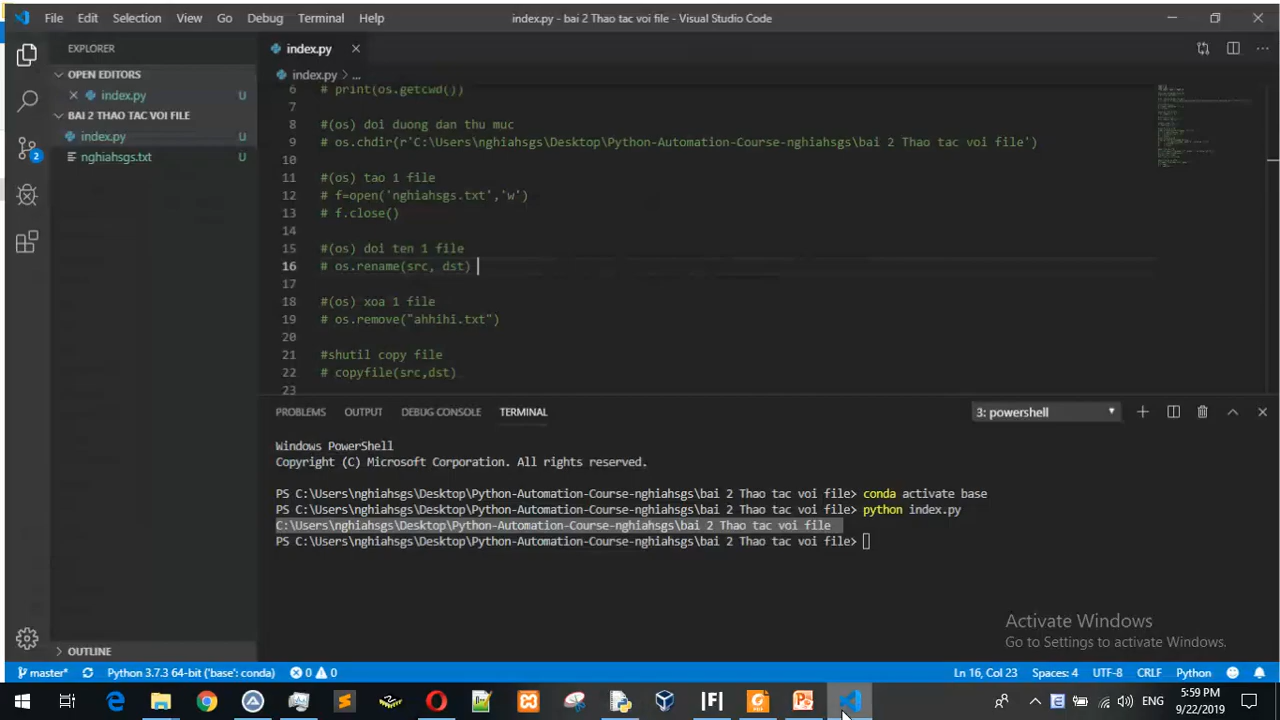 File Edit Selection View Go Debug Terminal Help index.py - bai 2 Thao tac voi file - Visual Studio Code
EXPLORER
OPEN EDITORS
index.py U
BAI 2 THAO TAC VOI FILE
index.py U
nghiahsgs.txt U
index.py
index.py > ...
6 # print(os.getcwd())
7
8 #(os) doi duong dan thu muc
9 # os.chdir(r'C:\Users\nghiahsgs\Desktop\Python-Automation-Course-nghiahsgs\bai 2 Thao tac voi file')
10
11 #(os) tao 1 file
12 # f=open('nghiahsgs.txt','w')
13 # f.close()
14
15 #(os) doi ten 1 file
16 # os.rename(src, dst)
17
18 #(os) xoa 1 file
19 # os.remove("ahhihi.txt")
20
21 #shutil copy file
22 # copyfile(src,dst)
23
PROBLEMS OUTPUT DEBUG CONSOLE TERMINAL 3: powershell
Windows PowerShell
Copyright (C) Microsoft Corporation. All rights reserved.
PS C:\Users\nghiahsgs\Desktop\Python-Automation-Course-nghiahsgs\bai 2 Thao tac voi file> conda activate base
PS C:\Users\nghiahsgs\Desktop\Python-Automation-Course-nghiahsgs\bai 2 Thao tac voi file> python index.py
C:\Users\nghiahsgs\Desktop\Python-Automation-Course-nghiahsgs\bai 2 Thao tac voi file
PS C:\Users\nghiahsgs\Desktop\Python-Automation-Course-nghiahsgs\bai 2 Thao tac voi file>
Activate Windows
Go to Settings to activate Windows.
2
OUTLINE
master* Python 3.7.3 64-bit ('base': conda) 0 0 Ln 16, Col 23 Spaces: 4 UTF-8 CRLF Python
ENG 5:59 PM
9/22/2019